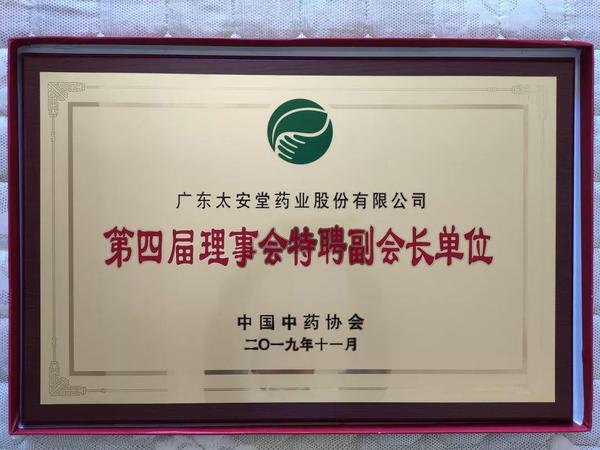 广东太安堂药业股份有限公司
第四届理事会特聘副会长单位
中国中药协会
二〇一九年十一月